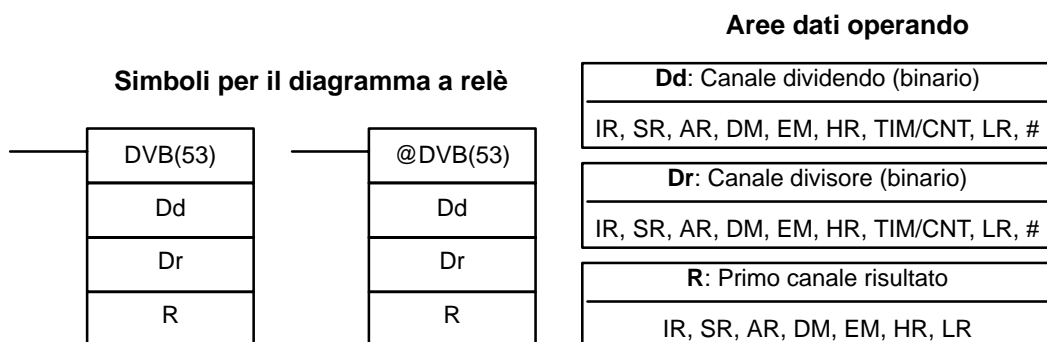 Aree dati operando
Simboli per il diagramma a relè
DVB(53)
Dd
Dr
R
@DVB(53)
Dd
Dr
R
Dd: Canale dividendo (binario)
IR, SR, AR, DM, EM, HR, TIM/CNT, LR, #
Dr: Canale divisore (binario)
IR, SR, AR, DM, EM, HR, TIM/CNT, LR, #
R: Primo canale risultato
IR, SR, AR, DM, EM, HR, LR